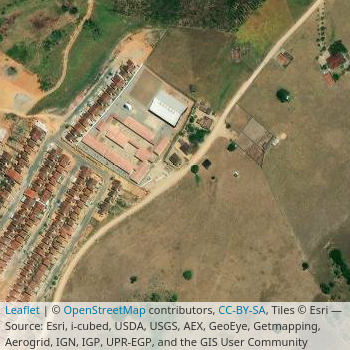 Leaflet | © OpenStreetMap contributors, CC-BY-SA, Tiles © Esri —
Source: Esri, i-cubed, USDA, USGS, AEX, GeoEye, Getmapping,
Aerogrid, IGN, IGP, UPR-EGP, and the GIS User Community